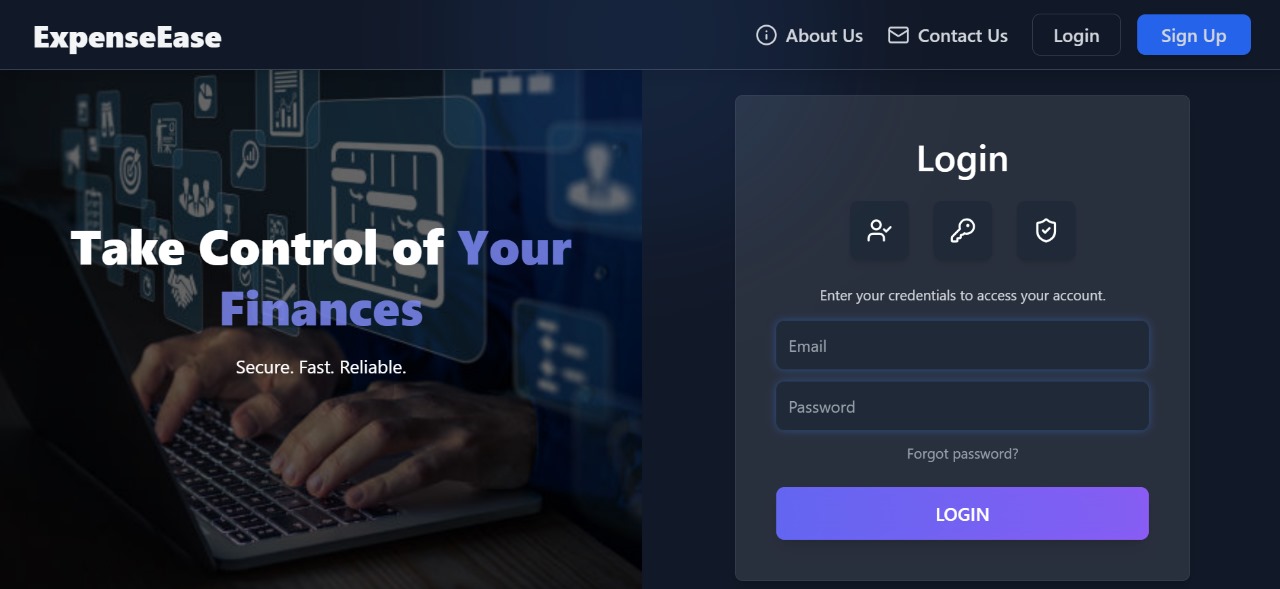 ExpenseEase
About Us
Contact Us
Login
Sign Up
Take Control of Your
Finances
Secure. Fast. Reliable.
Login
Enter your credentials to access your account.
Email
Password
Forgot password?
LOGIN